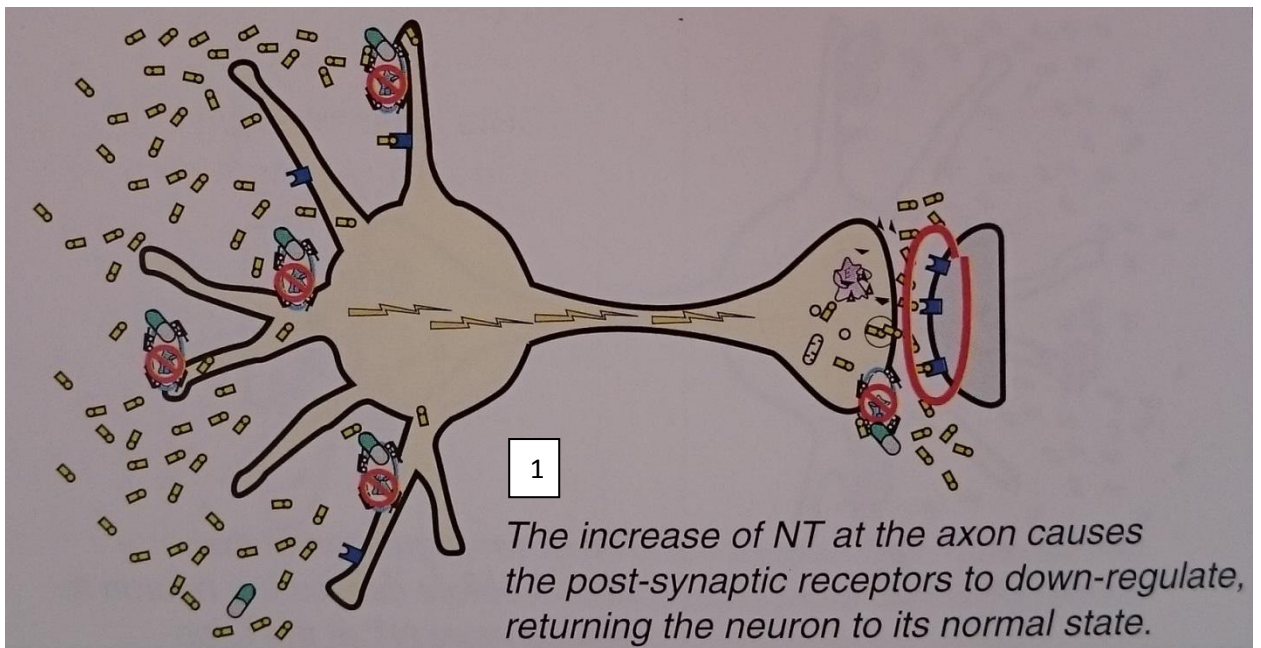 1
The increase of NT at the axon causes
the post-synaptic receptors to down-regulate,
returning the neuron to its normal state.